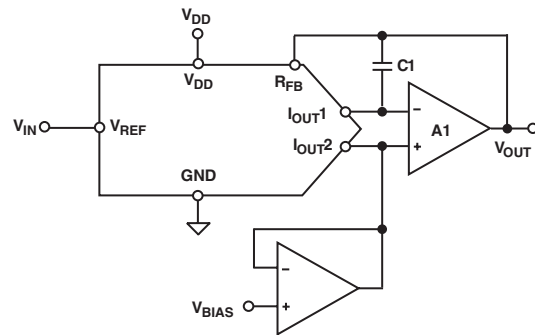 VDD
VDD
RFB
C1
IOUT1
VIN
VREF
A1
IOUT2
VOUT
GND
VBIAS